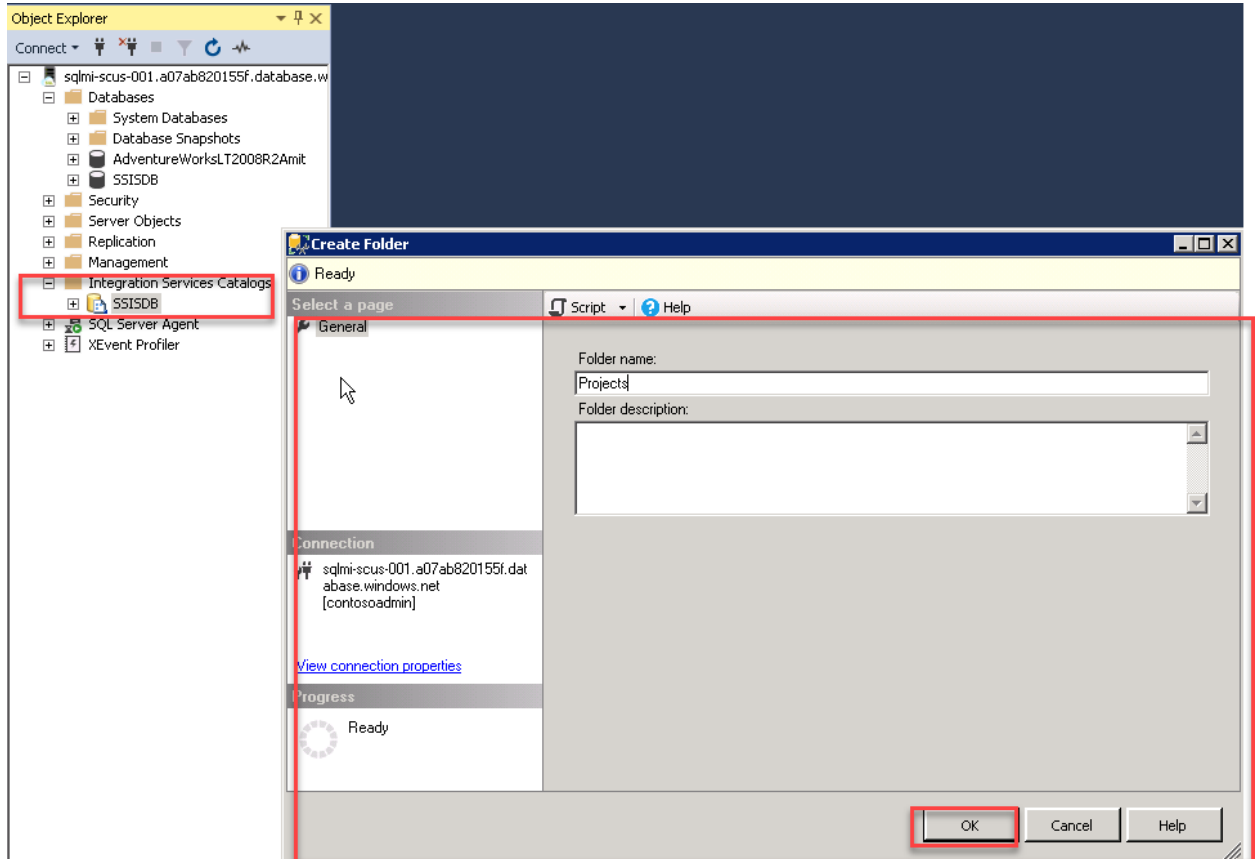 Object Explorer
Connect
sqlmi-scus-001.a07ab820155f.database.w
Databases
System Databases
Database Snapshots
AdventureWorksLT2008R2Amit
SSISDB
Security
Server Objects
Replication
Management
Integration Services Catalogs
SSISDB
SQL Server Agent
XEvent Profiler
Create Folder
Ready
Select a page
General
Script
Help
Folder name:
Projects
Folder description:
Connection
sqlmi-scus-001.a07ab820155f.dat
abase.windows.net
[contosoadmin]
View connection properties
Progress
Ready
OK
Cancel
Help